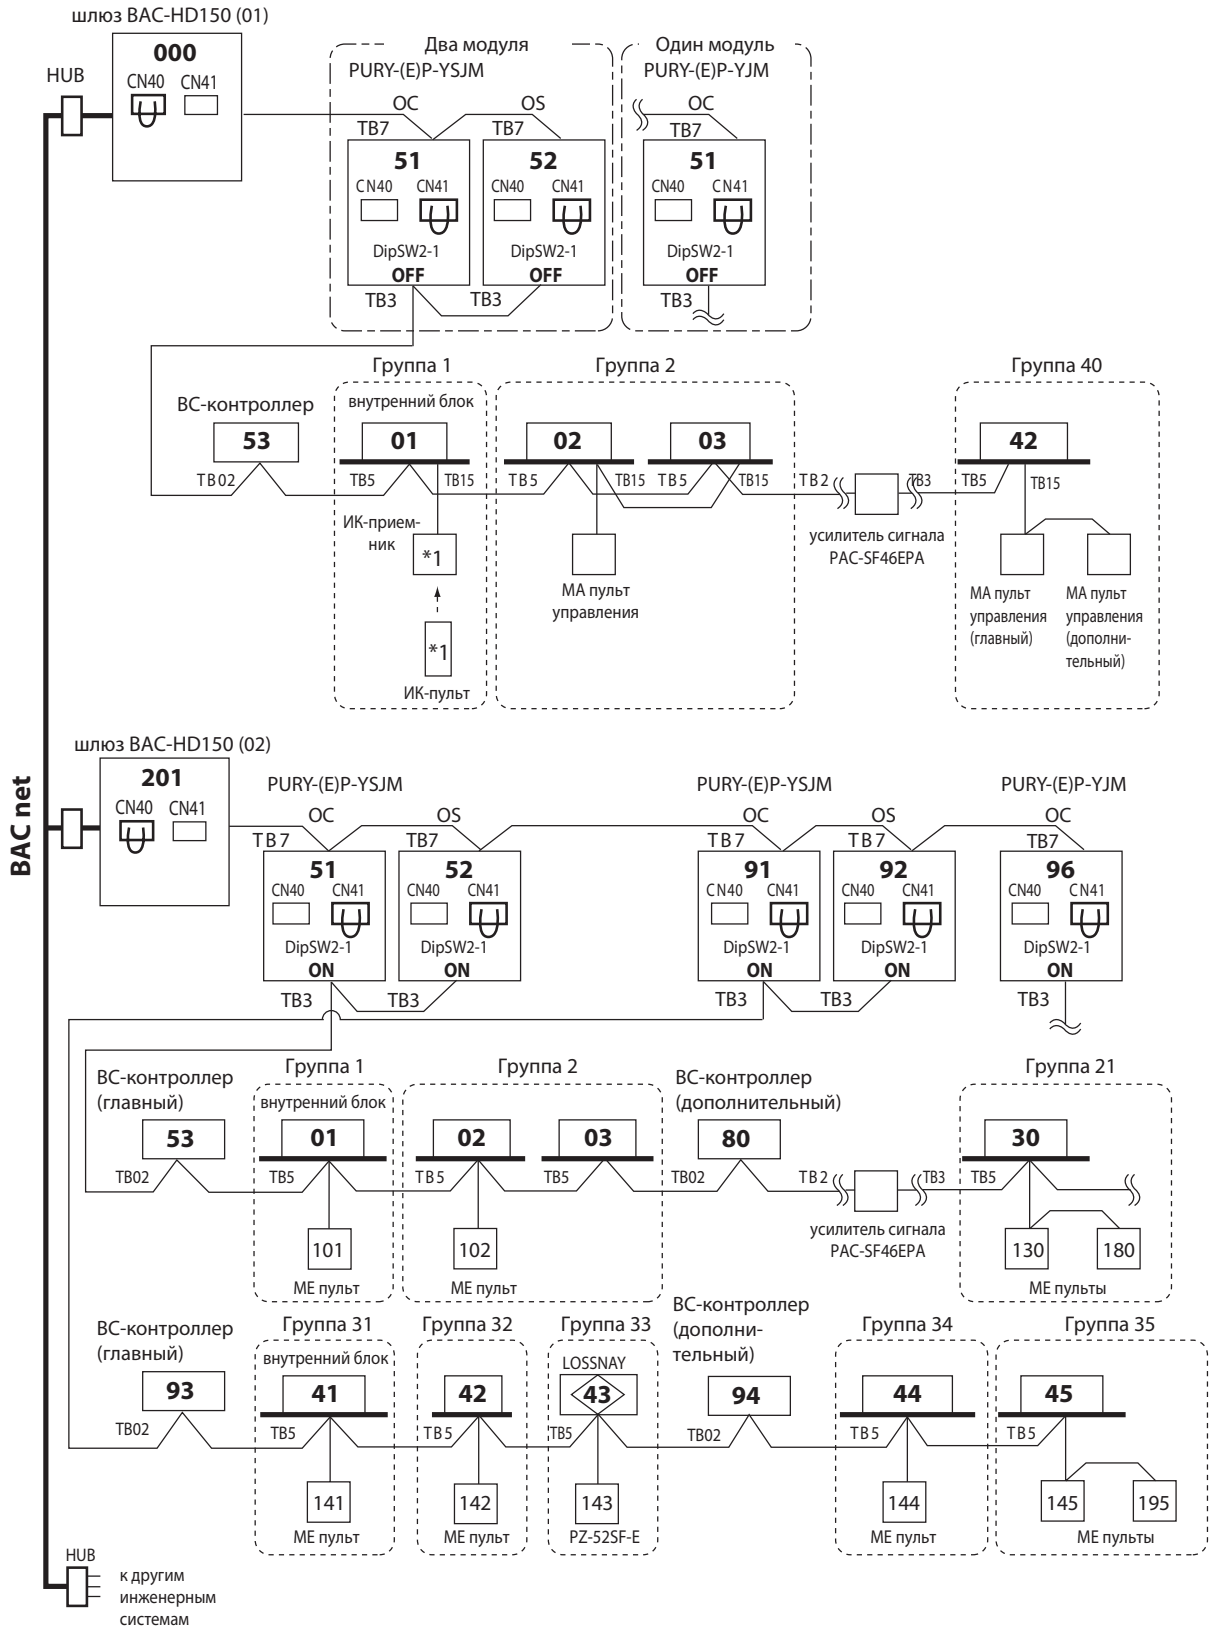 шлюз BAC-HD150 (01)
000
CN40 CN41
HUB
Два модуля
PURY-(E)P-YSJM
Один модуль
PURY-(E)P-YJM
OC OS OC
TB7 TB7 TB7
51 52 51
CN40 CN41 CN40 CN41 CN40 CN41
DipSW2-1 DipSW2-1 DipSW2-1
OFF OFF OFF
TB3 TB3 TB3
Группа 1 Группа 2 Группа 40
BC-контроллер
внутренний блок
53 01 02 03 42
TB02 TB5 TB15 TB5 TB15 TB5 TB15 TB2 TB3 TB5 TB15
ИК-прием-
ник
*1
усилитель сигнала
PAC-SF46EPA
МА пульт
управления
МА пульт
управления
(главный)
МА пульт
управления
(дополни-
тельный)
*1
ИК-пульт
шлюз BAC-HD150 (02)
201
CN40 CN41
BAC net
PURY-(E)P-YSJM PURY-(E)P-YSJM PURY-(E)P-YJM
OC OS OC OS OC
TB7 TB7 TB7 TB7 TB7
51 52 91 92 96
CN40 CN41 CN40 CN41 CN40 CN41 CN40 CN41 CN40 CN41
DipSW2-1 DipSW2-1 DipSW2-1 DipSW2-1 DipSW2-1
ON ON ON ON ON
TB3 TB3 TB3 TB3 TB3
Группа 1 Группа 2 Группа 21
BC-контроллер
(главный)
внутренний блок
BC-контроллер
(дополнительный)
53 01 02 03 80 30
TB02 TB5 TB5 TB5 TB02 TB2 TB3 TB5
усилитель сигнала
PAC-SF46EPA
101 102 130 180
ME пульт ME пульт ME пульты
BC-контроллер
(главный)
Группа 31 Группа 32 Группа 33
BC-контроллер
(дополни-
тельный)
Группа 34 Группа 35
внутренний блок
LOSSNAY
93 41 42 43 94 44 45
TB02 TB5 TB5 TB5 TB02 TB5 TB5
141 142 143 144 145 195
ME пульт ME пульт PZ-52SF-E ME пульт ME пульты
HUB
к другим
инженерным
системам